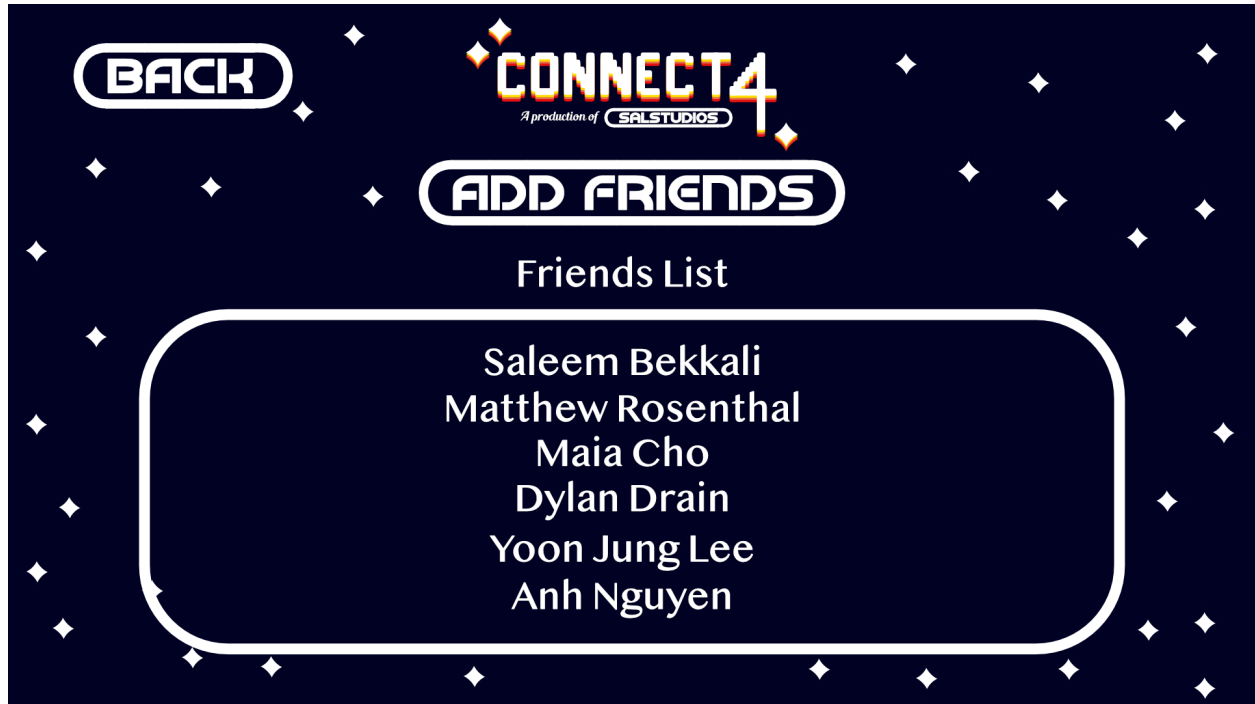 BACK
CONNECT4
A production of SALSTUDIOS
ADD FRIENDS
Friends List
Saleem Bekkali
Matthew Rosenthal
Maia Cho
Dylan Drain
Yoon Jung Lee
Anh Nguyen